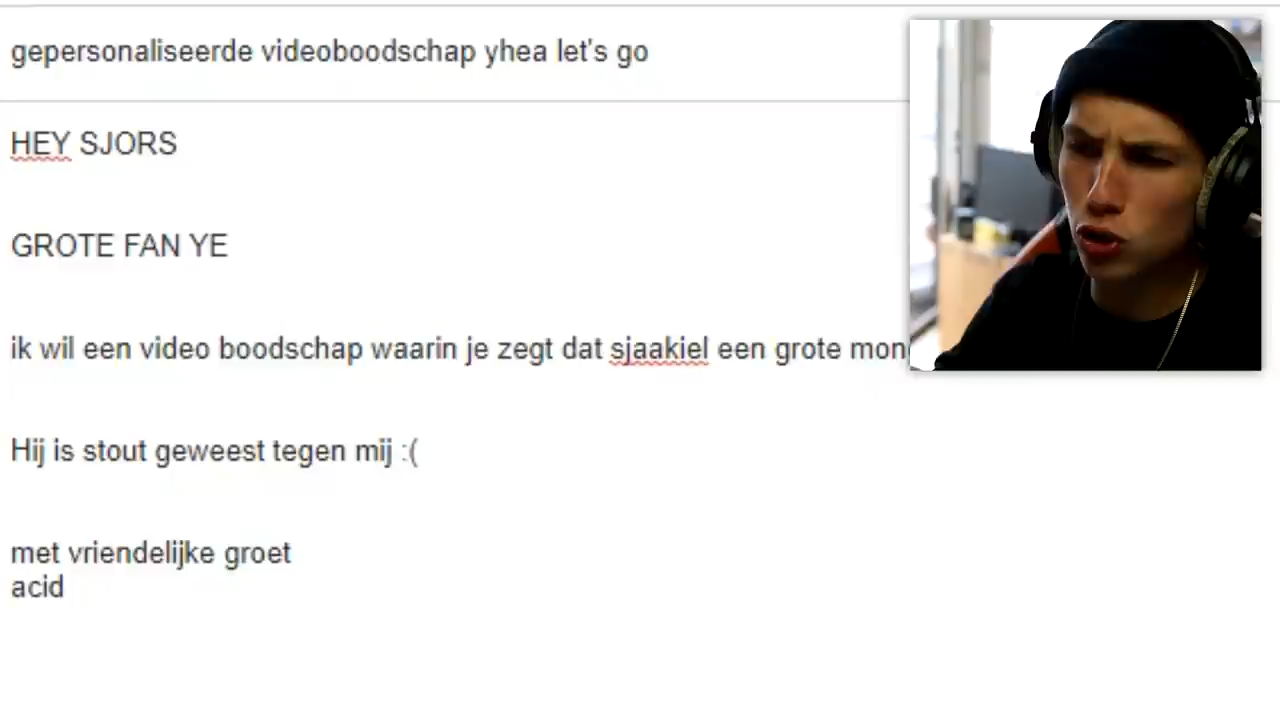 gepersonaliseerde videoboodschap yhea let's go
HEY SJORS
GROTE FAN YE
ik wil een video boodschap waarin je zegt dat sjaakiel een grote
Hij is stout geweest tegen mij :(
met vriendelijke groet
acid